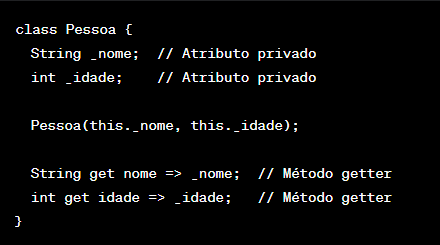 class Pessoa {
  String _nome;  // Atributo privado
  int _idade;    // Atributo privado

  Pessoa(this._nome, this._idade);

  String get nome => _nome;  // Método getter
  int get idade => _idade;   // Método getter
}